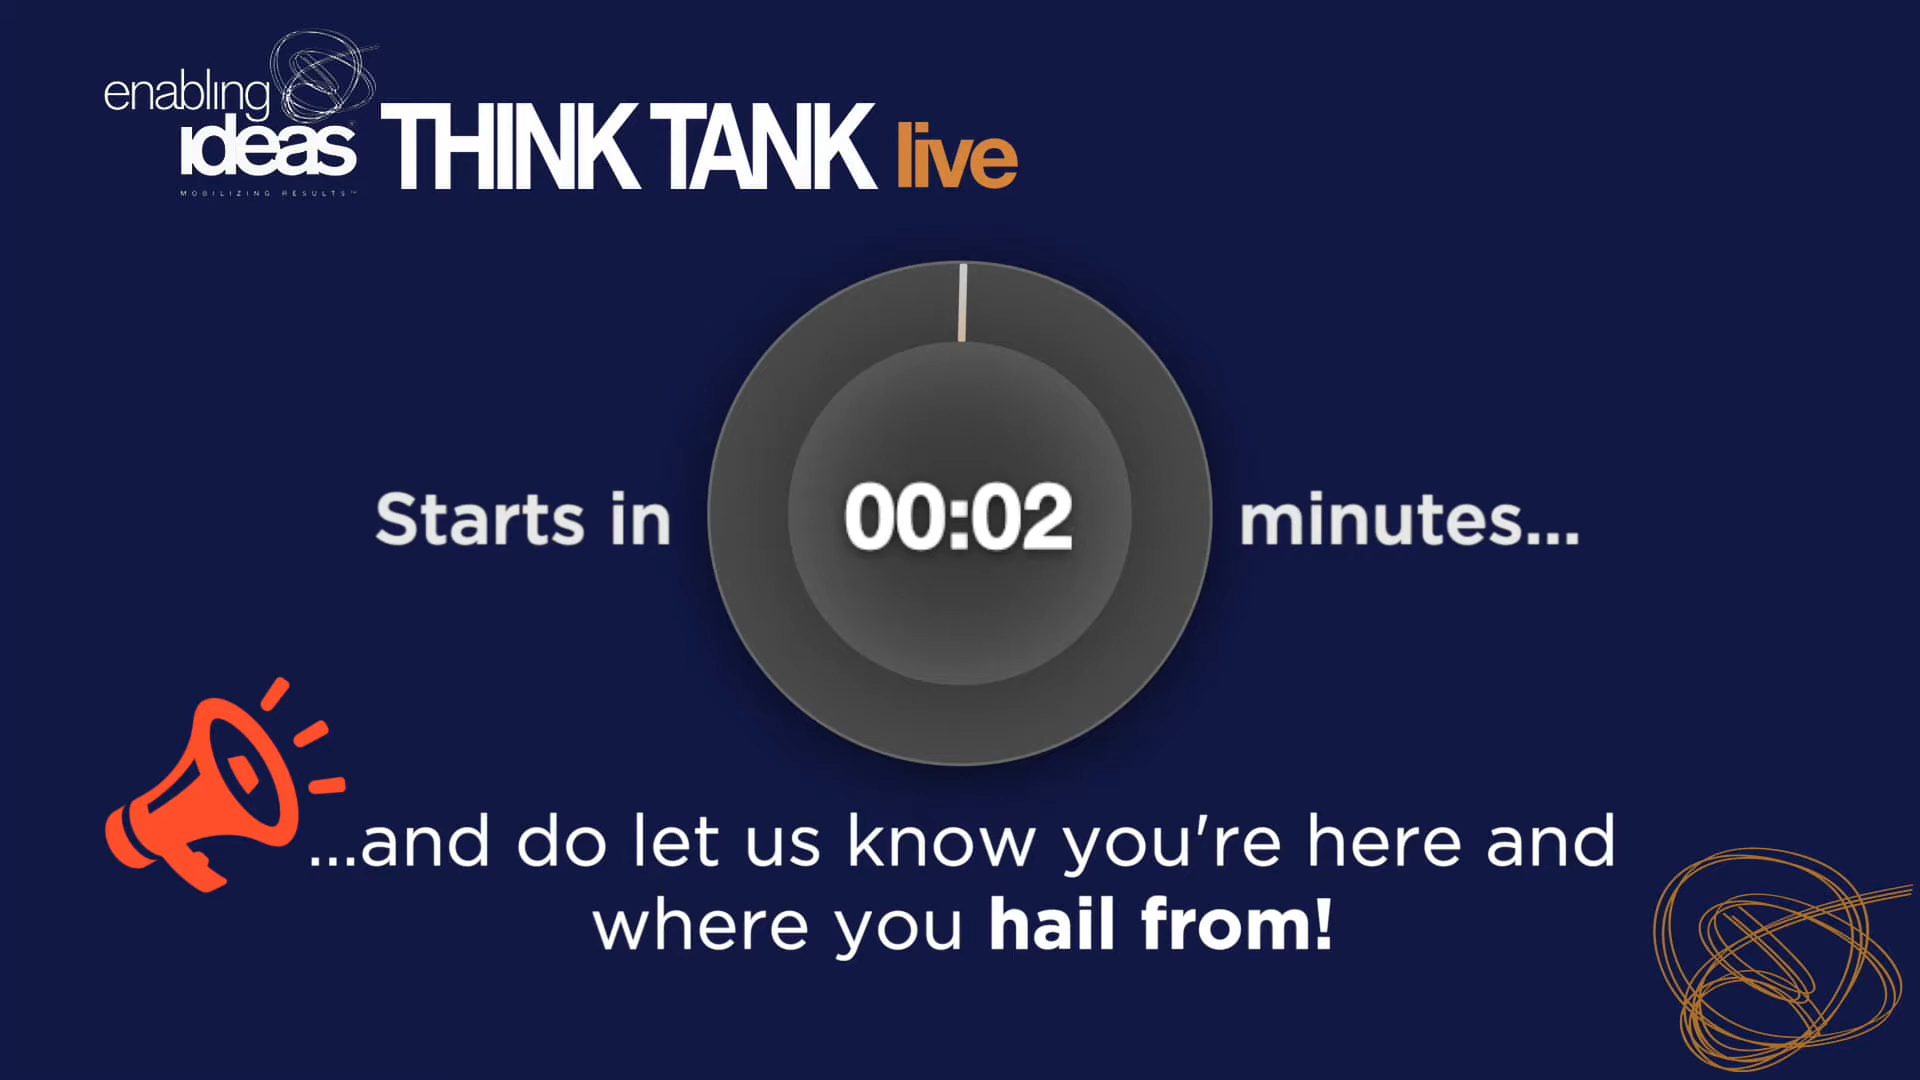 enabling
ideas
MOBILIZING RESULTS™
THINK TANK live
Starts in 00:02 minutes...
...and do let us know you're here and
where you hail from!